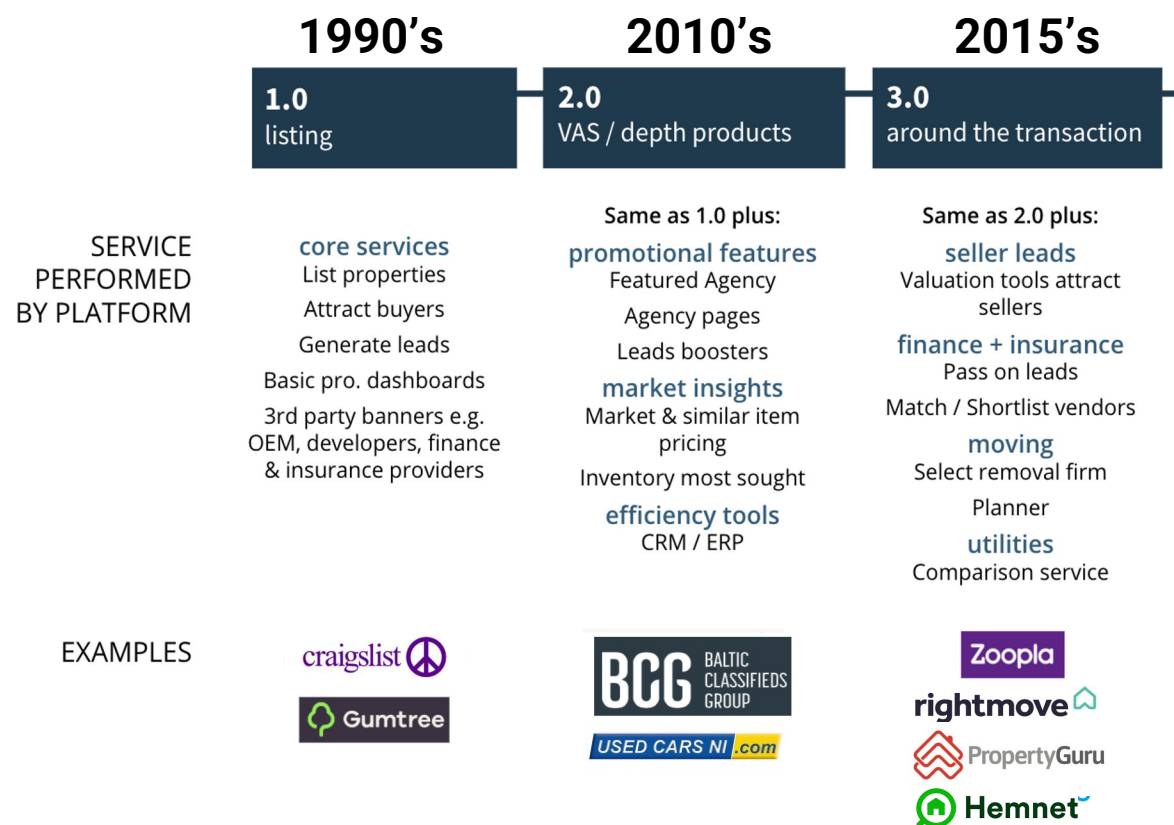 1990’s
2010’s
2015’s
1.0
listing
2.0
VAS / depth products
3.0
around the transaction
SERVICE
PERFORMED
BY PLATFORM
core services
List properties
Attract buyers
Generate leads
Basic pro. dashboards
3rd party banners e.g.
OEM, developers, finance
& insurance providers
Same as 1.0 plus:
promotional features
Featured Agency
Agency pages
Leads boosters
market insights
Market & similar item
pricing
Inventory most sought
efficiency tools
CRM / ERP
Same as 2.0 plus:
seller leads
Valuation tools attract
sellers
finance + insurance
Pass on leads
Match / Shortlist vendors
moving
Select removal firm
Planner
utilities
Comparison service
EXAMPLES
craigslist
Gumtree
BCG
BALTIC
CLASSIFIEDS
GROUP
USED CARS NI .com
Zoopla
rightmove
PropertyGuru
Hemnet